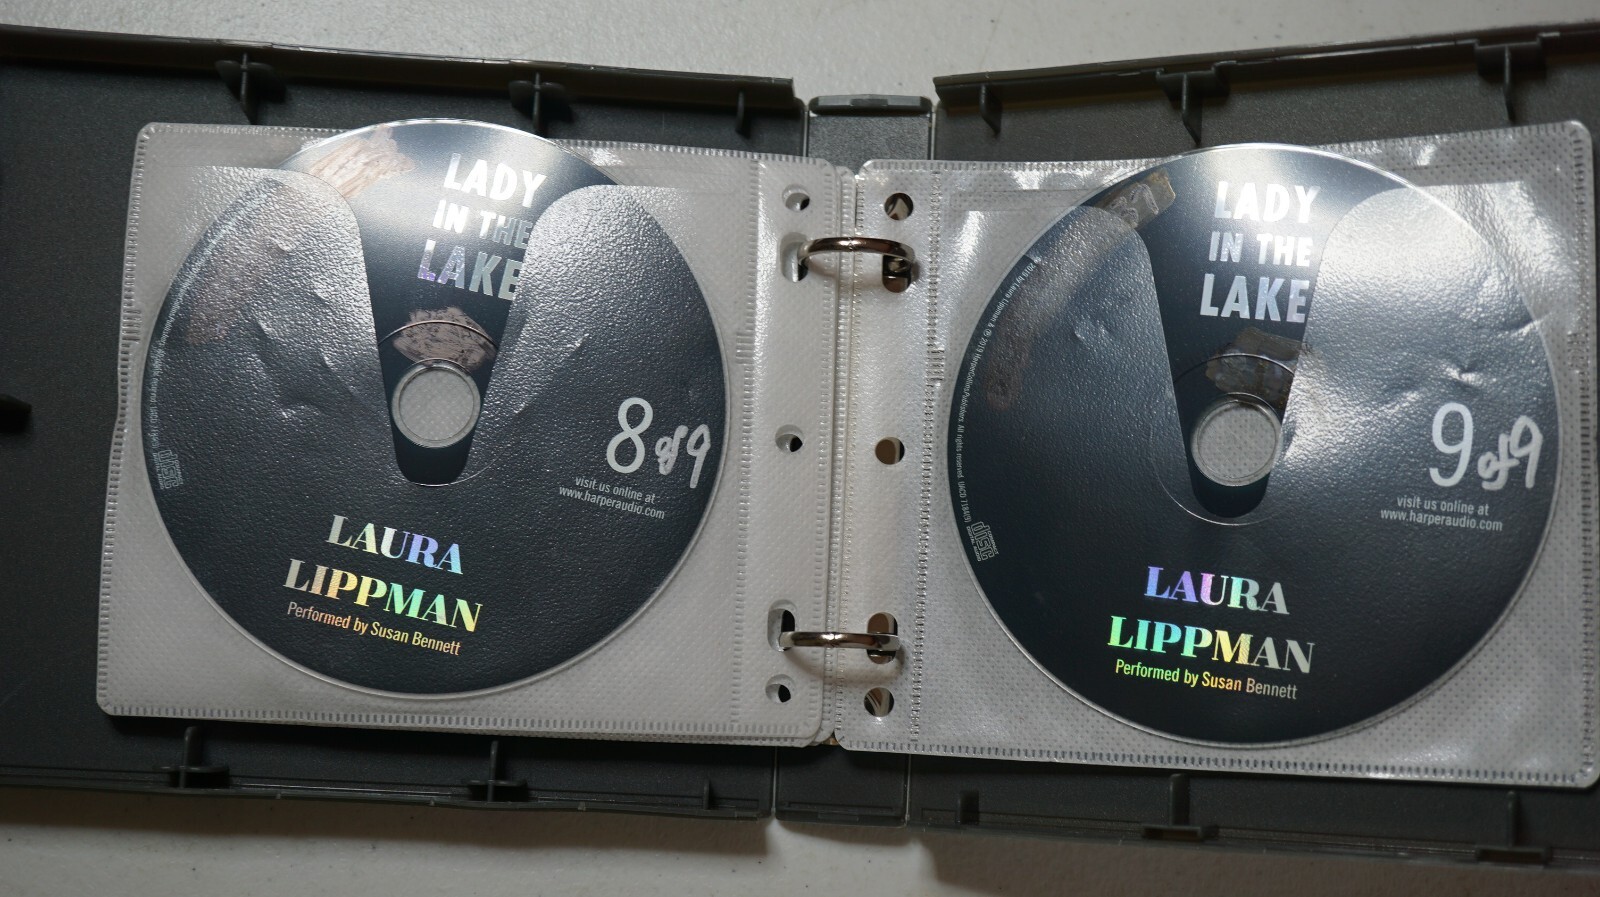 LADY
IN THE
LAKE
8 of 9
visit us online at
www.harperaudio.com
LAURA
LIPPMAN
Performed by Susan Bennett
LADY
IN THE
LAKE
9 of 9
visit us online at
www.harperaudio.com
LAURA
LIPPMAN
Performed by Susan Bennett